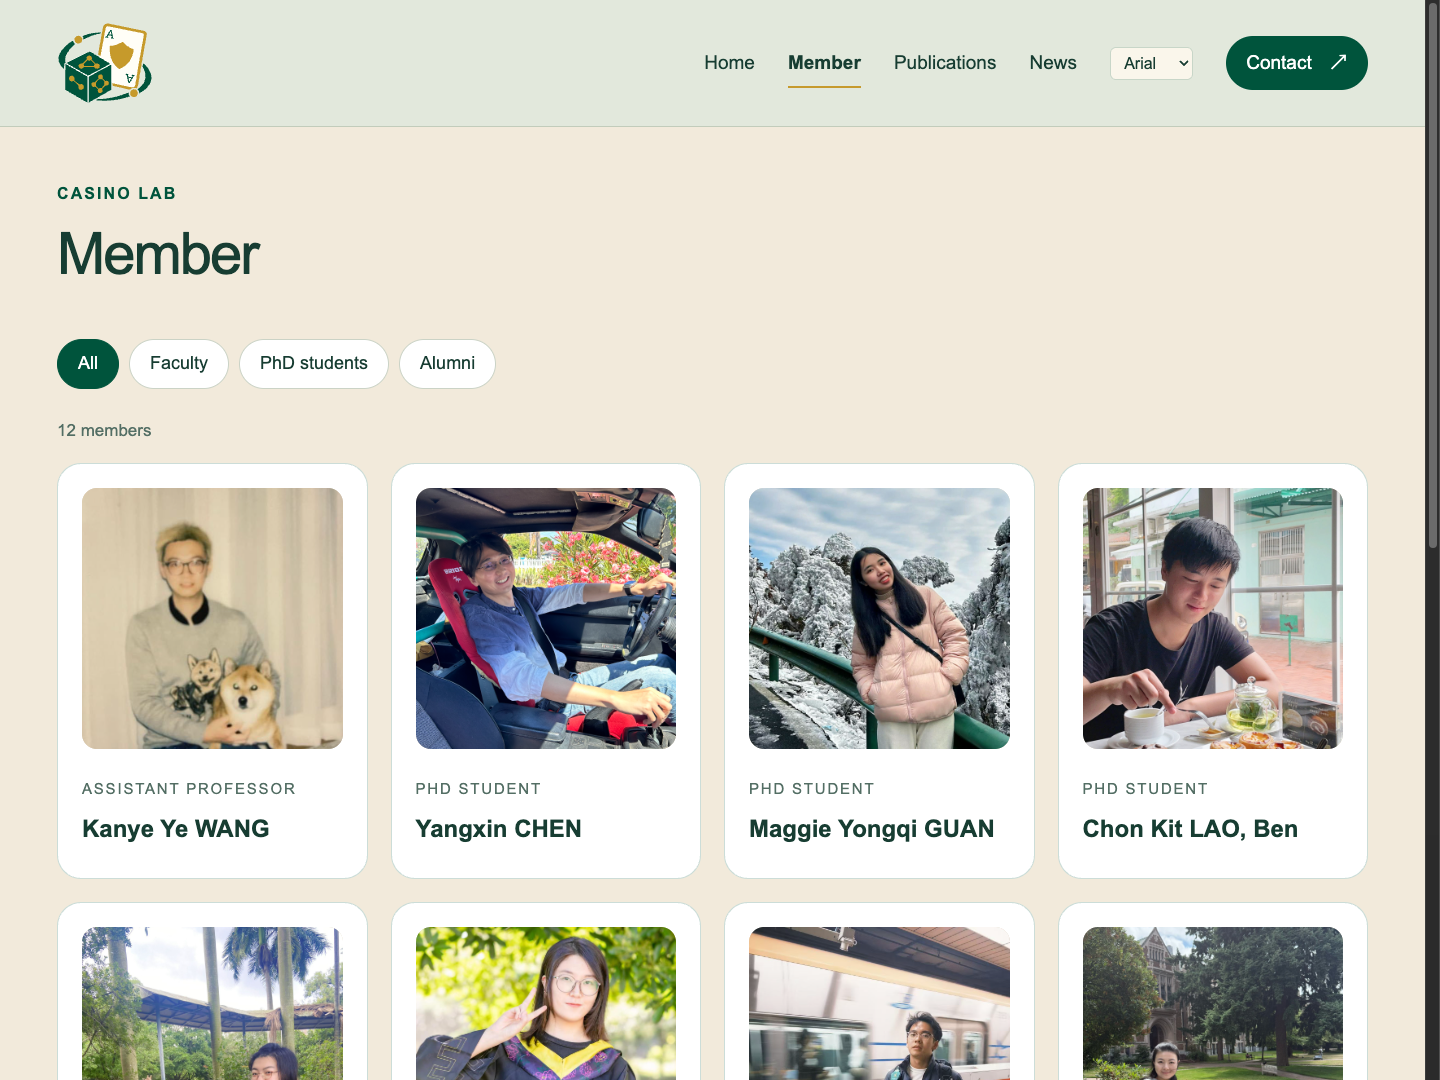 A
A
Home
Member
Publications
News
Arial
Contact
CASINO LAB
Member
All
Faculty
PhD students
Alumni
12 members
ASSISTANT PROFESSOR
Kanye Ye WANG
PHD STUDENT
Yangxin CHEN
PHD STUDENT
Maggie Yongqi GUAN
PHD STUDENT
Chon Kit LAO, Ben